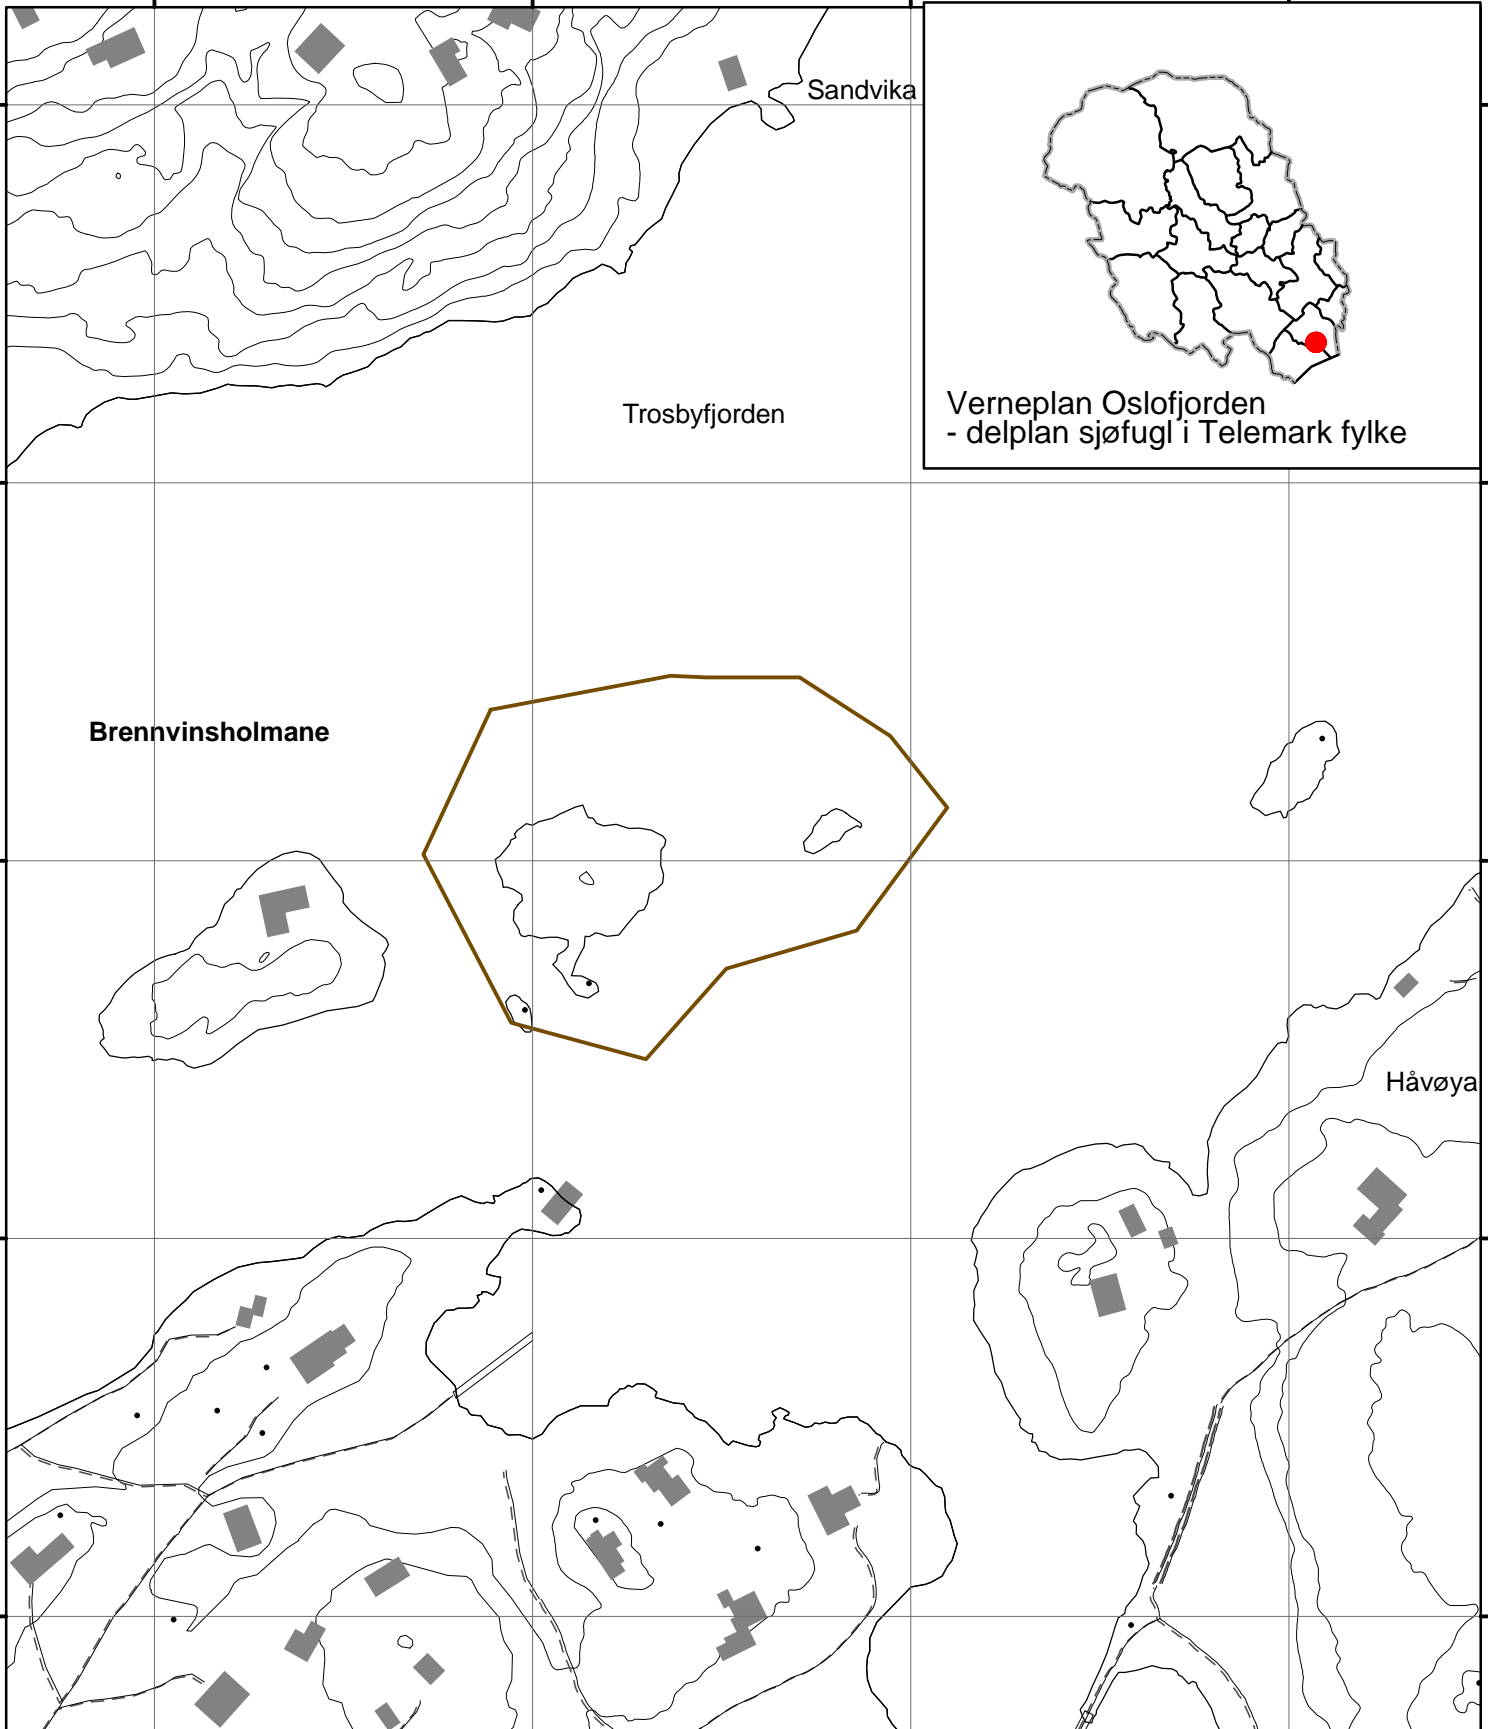 Sandvika
Verneplan Oslofjorden
- delplan sjøfugl i Telemark fylke
Trosbyfjorden
Brennvinsholmane
Håvøya